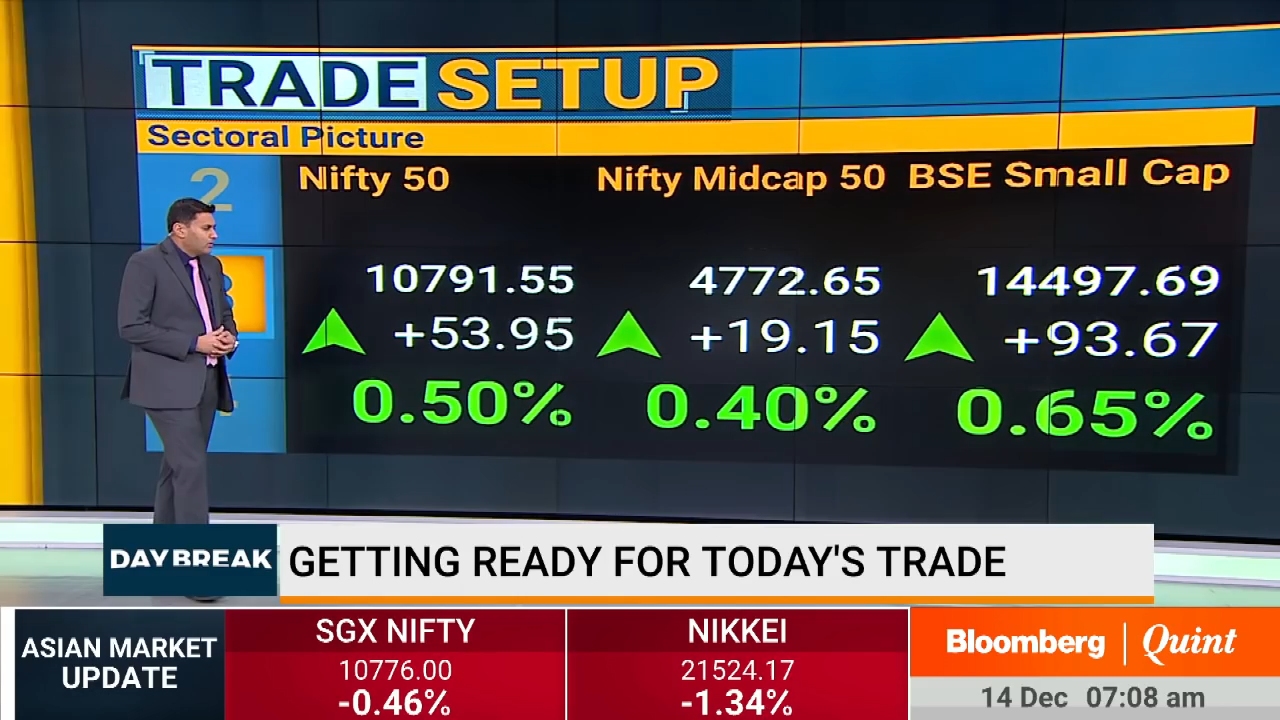 TRADE SETUP
Sectoral Picture
2
Nifty 50
Nifty Midcap 50
BSE Small Cap
10791.55
4772.65
14497.69
+53.95
+19.15
+93.67
0.50%
0.40%
0.65%
DAYBREAK
GETTING READY FOR TODAY'S TRADE
ASIAN MARKET
UPDATE
SGX NIFTY
10776.00
-0.46%
NIKKEI
21524.17
-1.34%
Bloomberg | Quint
14 Dec 07:08 am